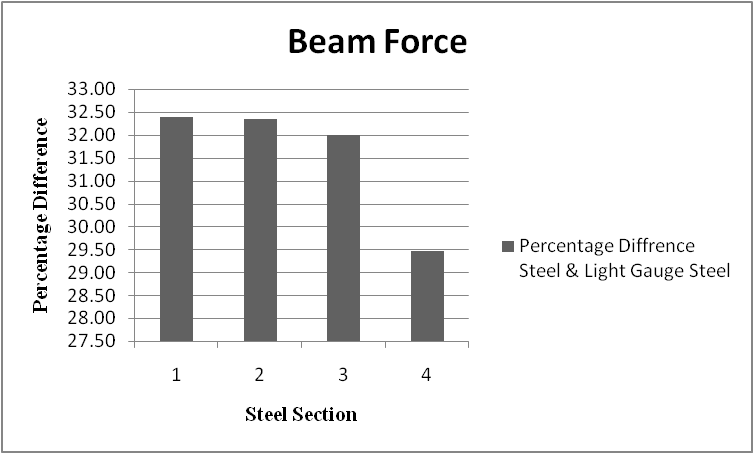 Beam Force
33.00
32.50
32.00
31.50
31.00
30.50
30.00
29.50
29.00
28.50
28.00
27.50
Percentage Difference
1 2 3 4
Steel Section
Percentage Diffrence
Steel & Light Gauge Steel